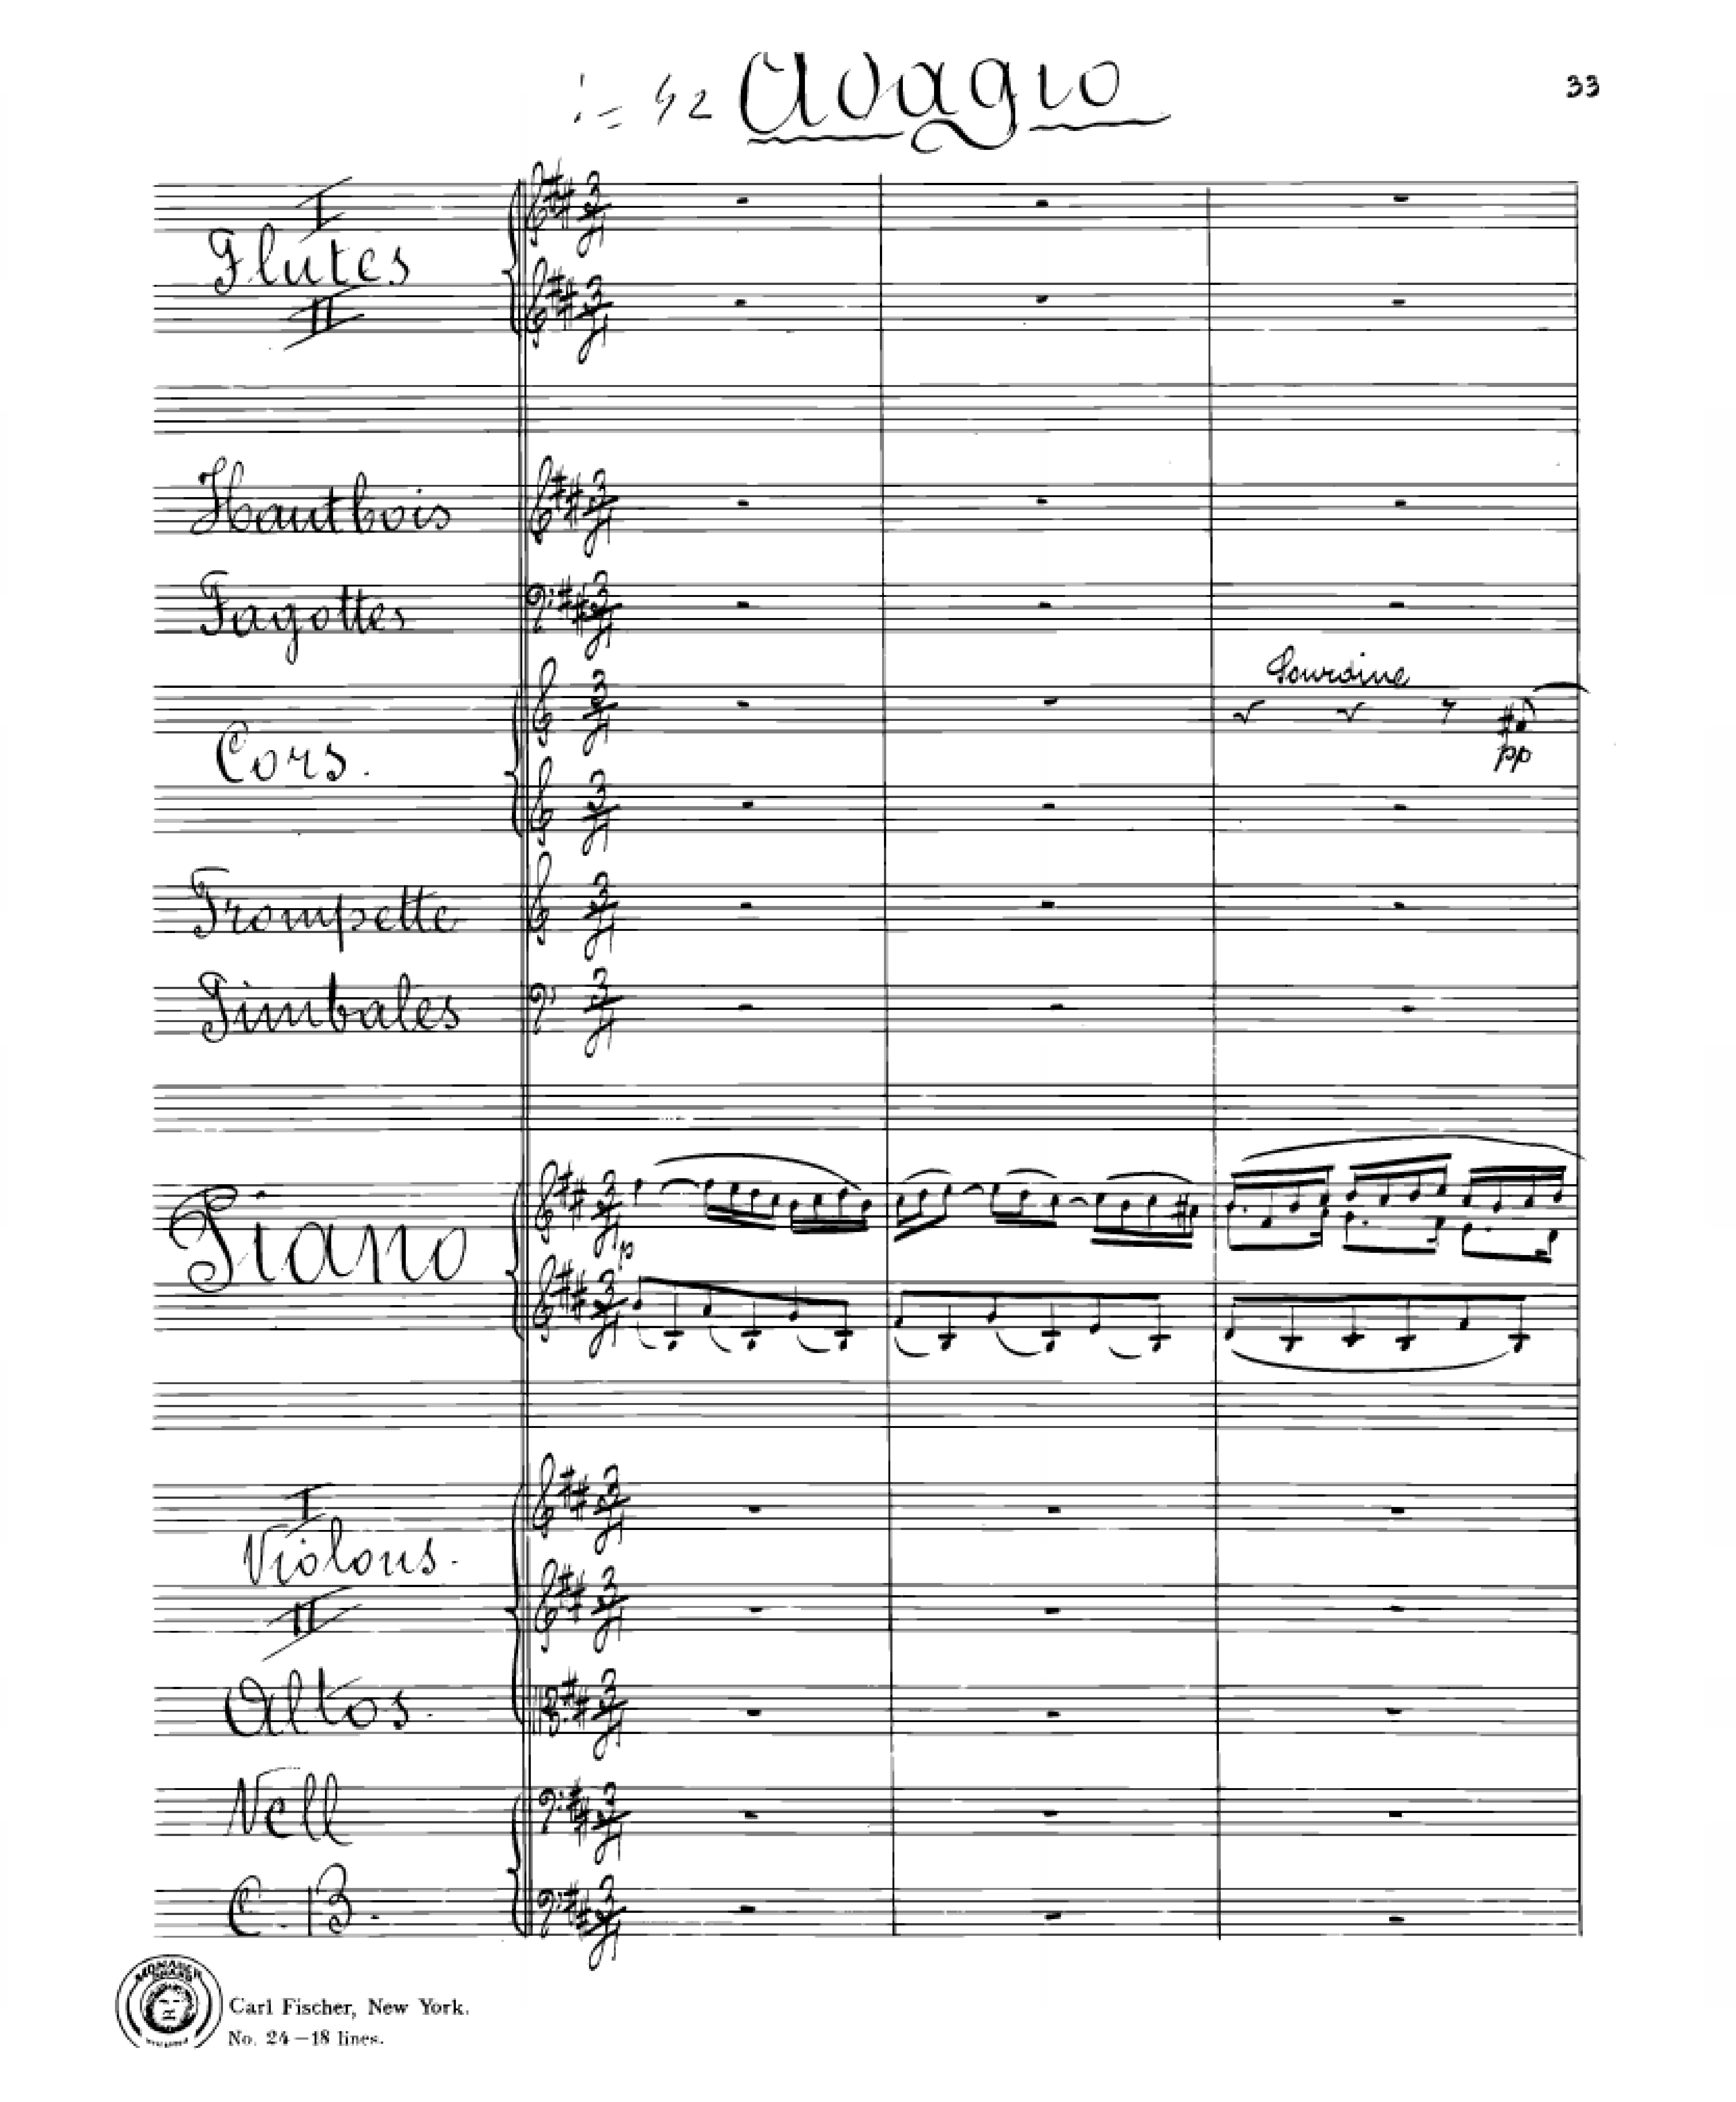 = 42 Adagio
33
I
Flutes
II
Hautbois
Fagottes
Sourdine
Cors.
pp
Trompette
Timbales
Piano
p
I
Violons.
II
Altos.
Vcell
C. B.
MONARCH BRAND
Carl Fischer, New York.
No. 24—18 lines.